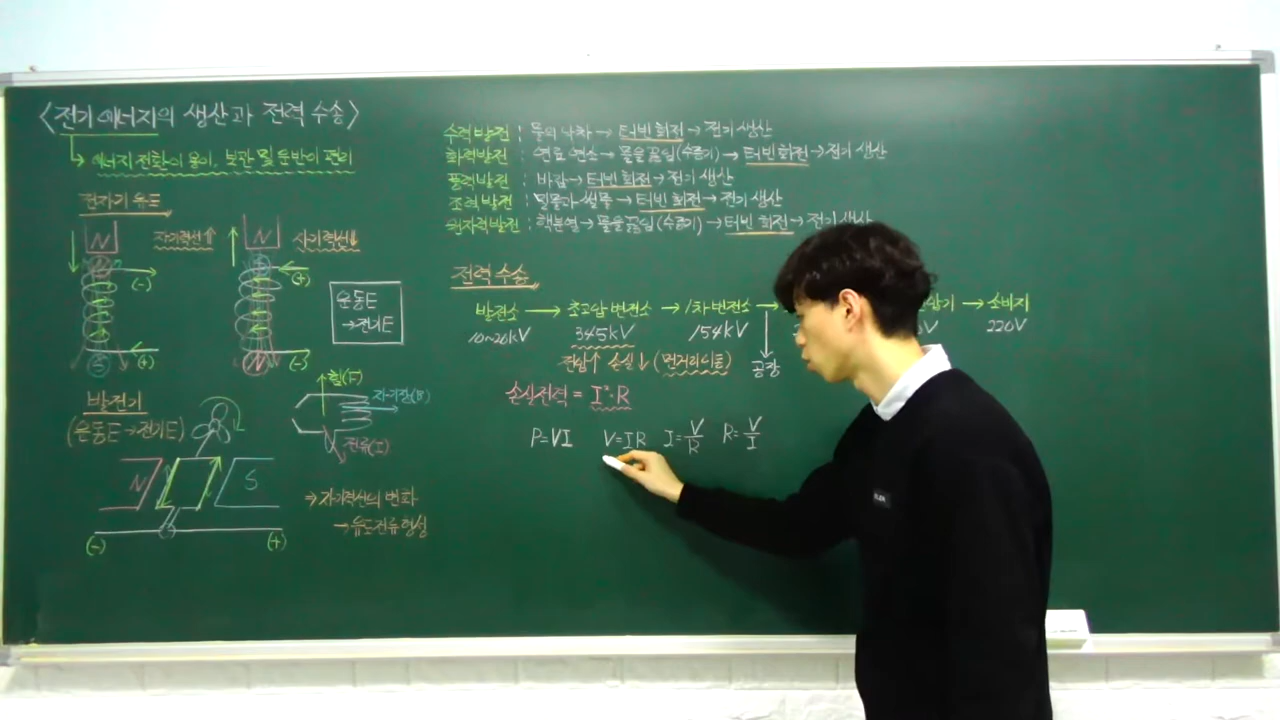 <전기에너지의 생산과 전력 수송>
→ 에너지 전환이 용이, 보관 및 운반이 편리
전자기 유도
N 자기력선↑
(-)
S (+)
N 자기력선↓
S (+)
N (-)
운동E
→전기E
발전기
(운동E→전기E)
힘(F)
자기장(B)
전류(I)
N S
(-) (+)
⇒ 자기력선의 변화
→유도전류 형성
수력발전 : 물의 낙차 → 터빈 회전 → 전기 생산
화력발전 : 연료 연소 → 물을 끓임(수증기) → 터빈 회전 → 전기 생산
풍력발전 : 바람 → 터빈 회전 → 전기 생산
조력발전 : 밀물과 썰물 → 터빈 회전 → 전기 생산
원자력발전 : 핵분열 → 물을 끓임(수증기) → 터빈 회전 → 전기 생산
전력 수송
발전소 → 초고압 변전소 → 1차 변전소 → → 소비지
10~20kV 345kV 154kV 220V
전압↑ 손실↓ (먼거리이동) 공장
손실전력 = I²·R
P=VI V=IR I=V/R R=V/I